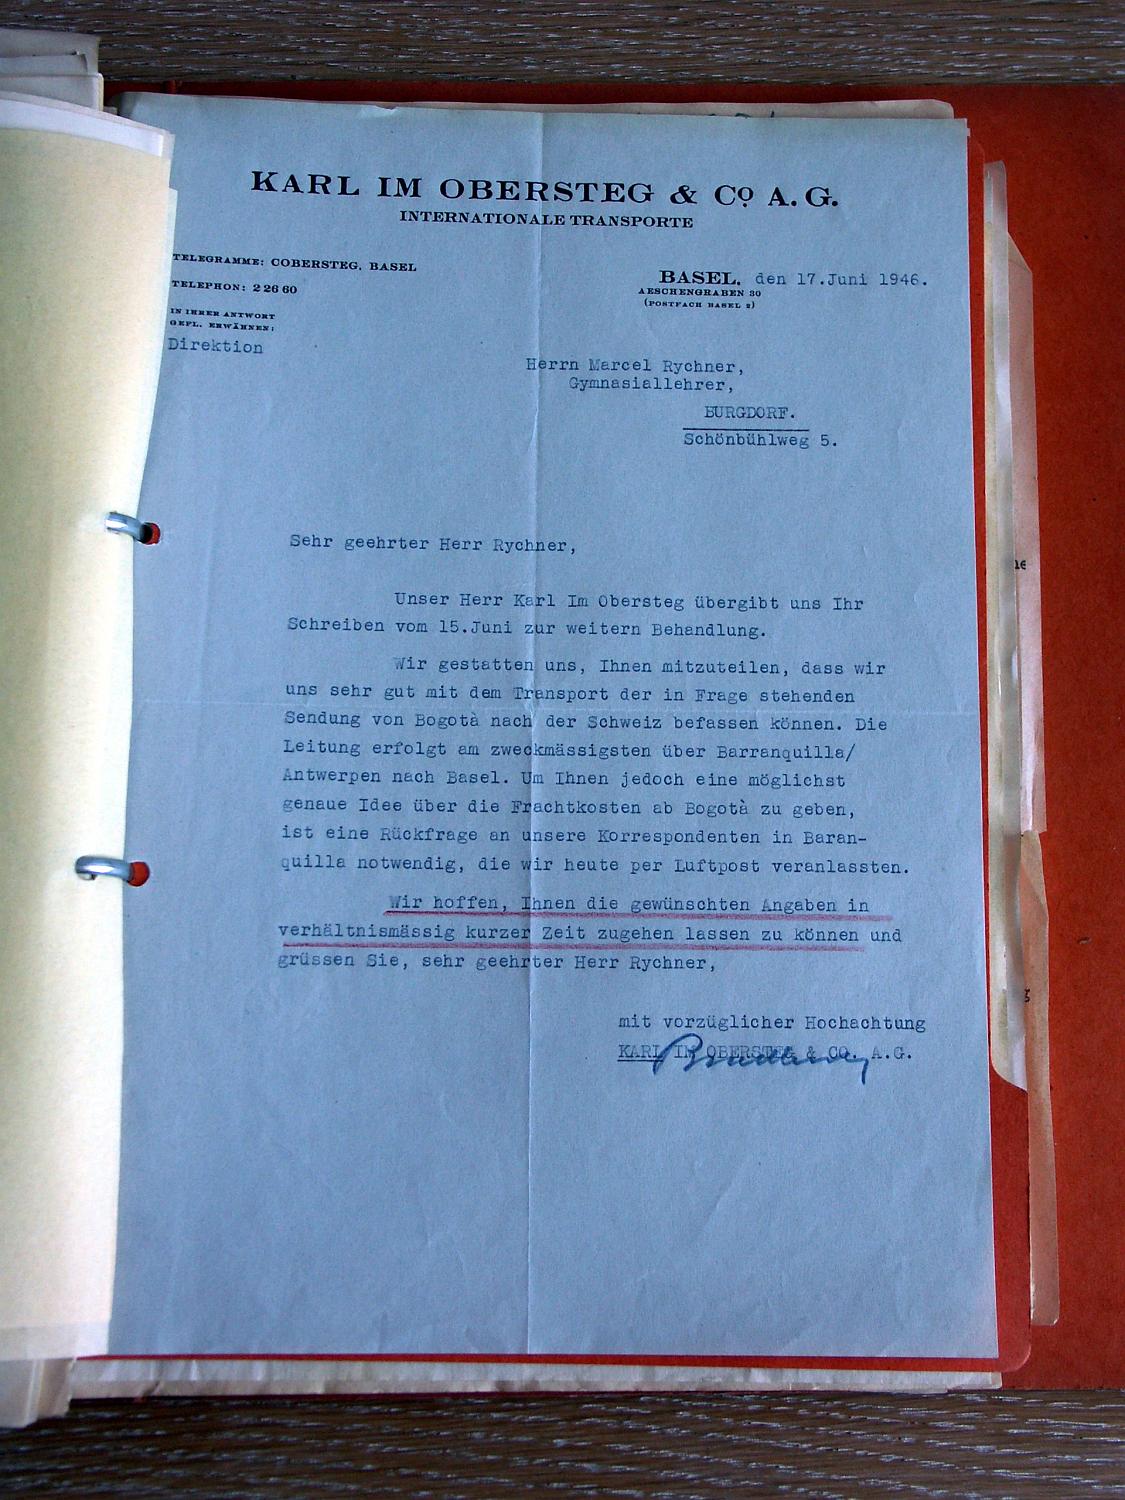 KARL IM OBERSTEG & Co A. G.
INTERNATIONALE TRANSPORTE
TELEGRAMME: COBERSTEG, BASEL
TELEPHON: 2 26 60
IN IHRER ANTWORT
GEFL. ERWÄHNEN:
Direktion
BASEL, den 17.Juni 1946.
AESCHENGRABEN 30
(POSTFACH BASEL 2)
Herrn Marcel Rychner,
Gymnasiallehrer,
BURGDORF.
Schönbühlweg 5.
Sehr geehrter Herr Rychner,
Unser Herr Karl Im Obersteg übergibt uns Ihr
Schreiben vom 15.Juni zur weitern Behandlung.
Wir gestatten uns, Ihnen mitzuteilen, dass wir
uns sehr gut mit dem Transport der in Frage stehenden
Sendung von Bogotà nach der Schweiz befassen können. Die
Leitung erfolgt am zweckmässigsten über Barranquilla/
Antwerpen nach Basel. Um Ihnen jedoch eine möglichst
genaue Idee über die Frachtkosten ab Bogotà zu geben,
ist eine Rückfrage an unsere Korrespondenten in Baran-
quilla notwendig, die wir heute per Luftpost veranlassten.
Wir hoffen, Ihnen die gewünschten Angaben in
verhältnismässig kurzer Zeit zugehen lassen zu können und
grüssen Sie, sehr geehrter Herr Rychner,
mit vorzüglicher Hochachtung
KARL IM OBERSTEG & CO. A.G.